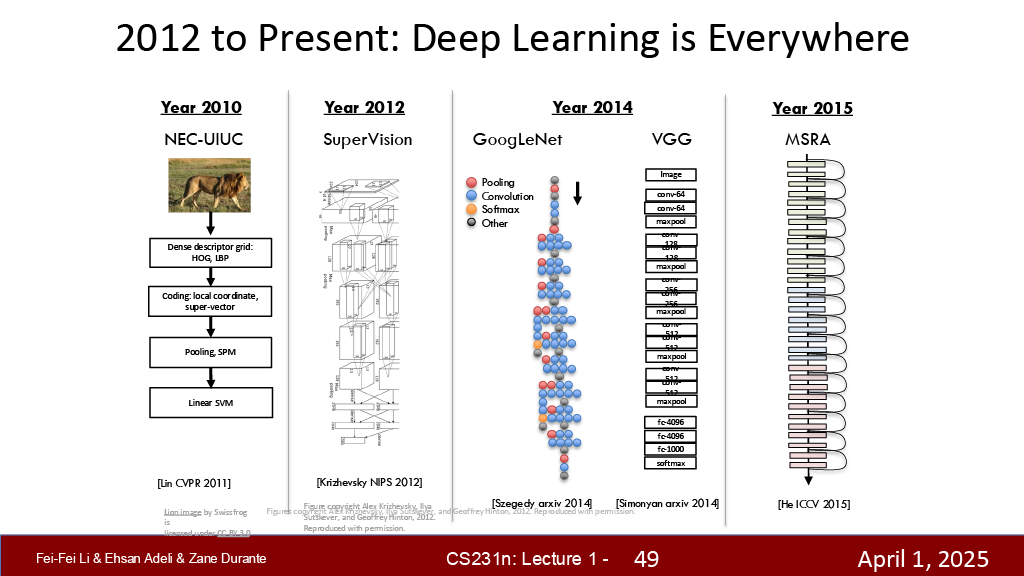 2012 to Present: Deep Learning is Everywhere
Year 2010
NEC-UIUC
Dense descriptor grid:
HOG, LBP
Coding: local coordinate,
super-vector
Pooling, SPM
Linear SVM
[Lin CVPR 2011]
Lion image by Swissfrog
is
licensed under CC BY 3.0
Year 2012
SuperVision
[Krizhevsky NIPS 2012]
Figure copyright Alex Krizhevsky, Ilya
Sutskever, and Geoffrey Hinton, 2012.
Reproduced with permission.
Figures copyright Alex Krizhevsky, Ilya Sutskever, and Geoffrey Hinton, 2012. Reproduced with permission.
Year 2014
GoogLeNet
Pooling
Convolution
Softmax
Other
[Szegedy arxiv 2014]
VGG
Image
conv-64
conv-64
maxpool
conv-
128
conv-
128
maxpool
conv-
256
conv-
256
maxpool
conv-
512
conv-
512
maxpool
conv-
512
conv-
512
maxpool
fc-4096
fc-4096
fc-1000
softmax
[Simonyan arxiv 2014]
Year 2015
MSRA
[He ICCV 2015]
Fei-Fei Li & Ehsan Adeli & Zane Durante
CS231n: Lecture 1 - 49
April 1, 2025